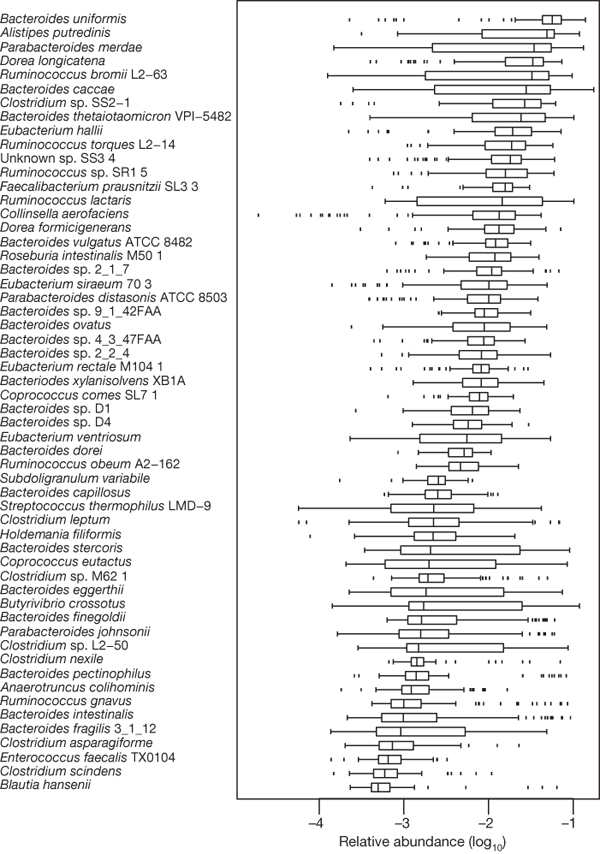 Bacteroides uniformis
Alistipes putredinis
Parabacteroides merdae
Dorea longicatena
Ruminococcus bromii L2−63
Bacteroides caccae
Clostridium sp. SS2−1
Bacteroides thetaiotaomicron VPI−5482
Eubacterium hallii
Ruminococcus torques L2−14
Unknown sp. SS3 4
Ruminococcus sp. SR1 5
Faecalibacterium prausnitzii SL3 3
Ruminococcus lactaris
Collinsella aerofaciens
Dorea formicigenerans
Bacteroides vulgatus ATCC 8482
Roseburia intestinalis M50 1
Bacteroides sp. 2_1_7
Eubacterium siraeum 70 3
Parabacteroides distasonis ATCC 8503
Bacteroides sp. 9_1_42FAA
Bacteroides ovatus
Bacteroides sp. 4_3_47FAA
Bacteroides sp. 2_2_4
Eubacterium rectale M104 1
Bacteroides xylanisolvens XB1A
Coprococcus comes SL7 1
Bacteroides sp. D1
Bacteroides sp. D4
Eubacterium ventriosum
Bacteroides dorei
Ruminococcus obeum A2−162
Subdoligranulum variabile
Bacteroides capillosus
Streptococcus thermophilus LMD−9
Clostridium leptum
Holdemania filiformis
Bacteroides stercoris
Coprococcus eutactus
Clostridium sp. M62 1
Bacteroides eggerthii
Butyrivibrio crossotus
Bacteroides finegoldii
Parabacteroides johnsonii
Clostridium sp. L2−50
Clostridium nexile
Bacteroides pectinophilus
Anaerotruncus colihominis
Ruminococcus gnavus
Bacteroides intestinalis
Bacteroides fragilis 3_1_12
Clostridium asparagiforme
Enterococcus faecalis TX0104
Clostridium scindens
Blautia hansenii
−4 −3 −2 −1
Relative abundance (log10)